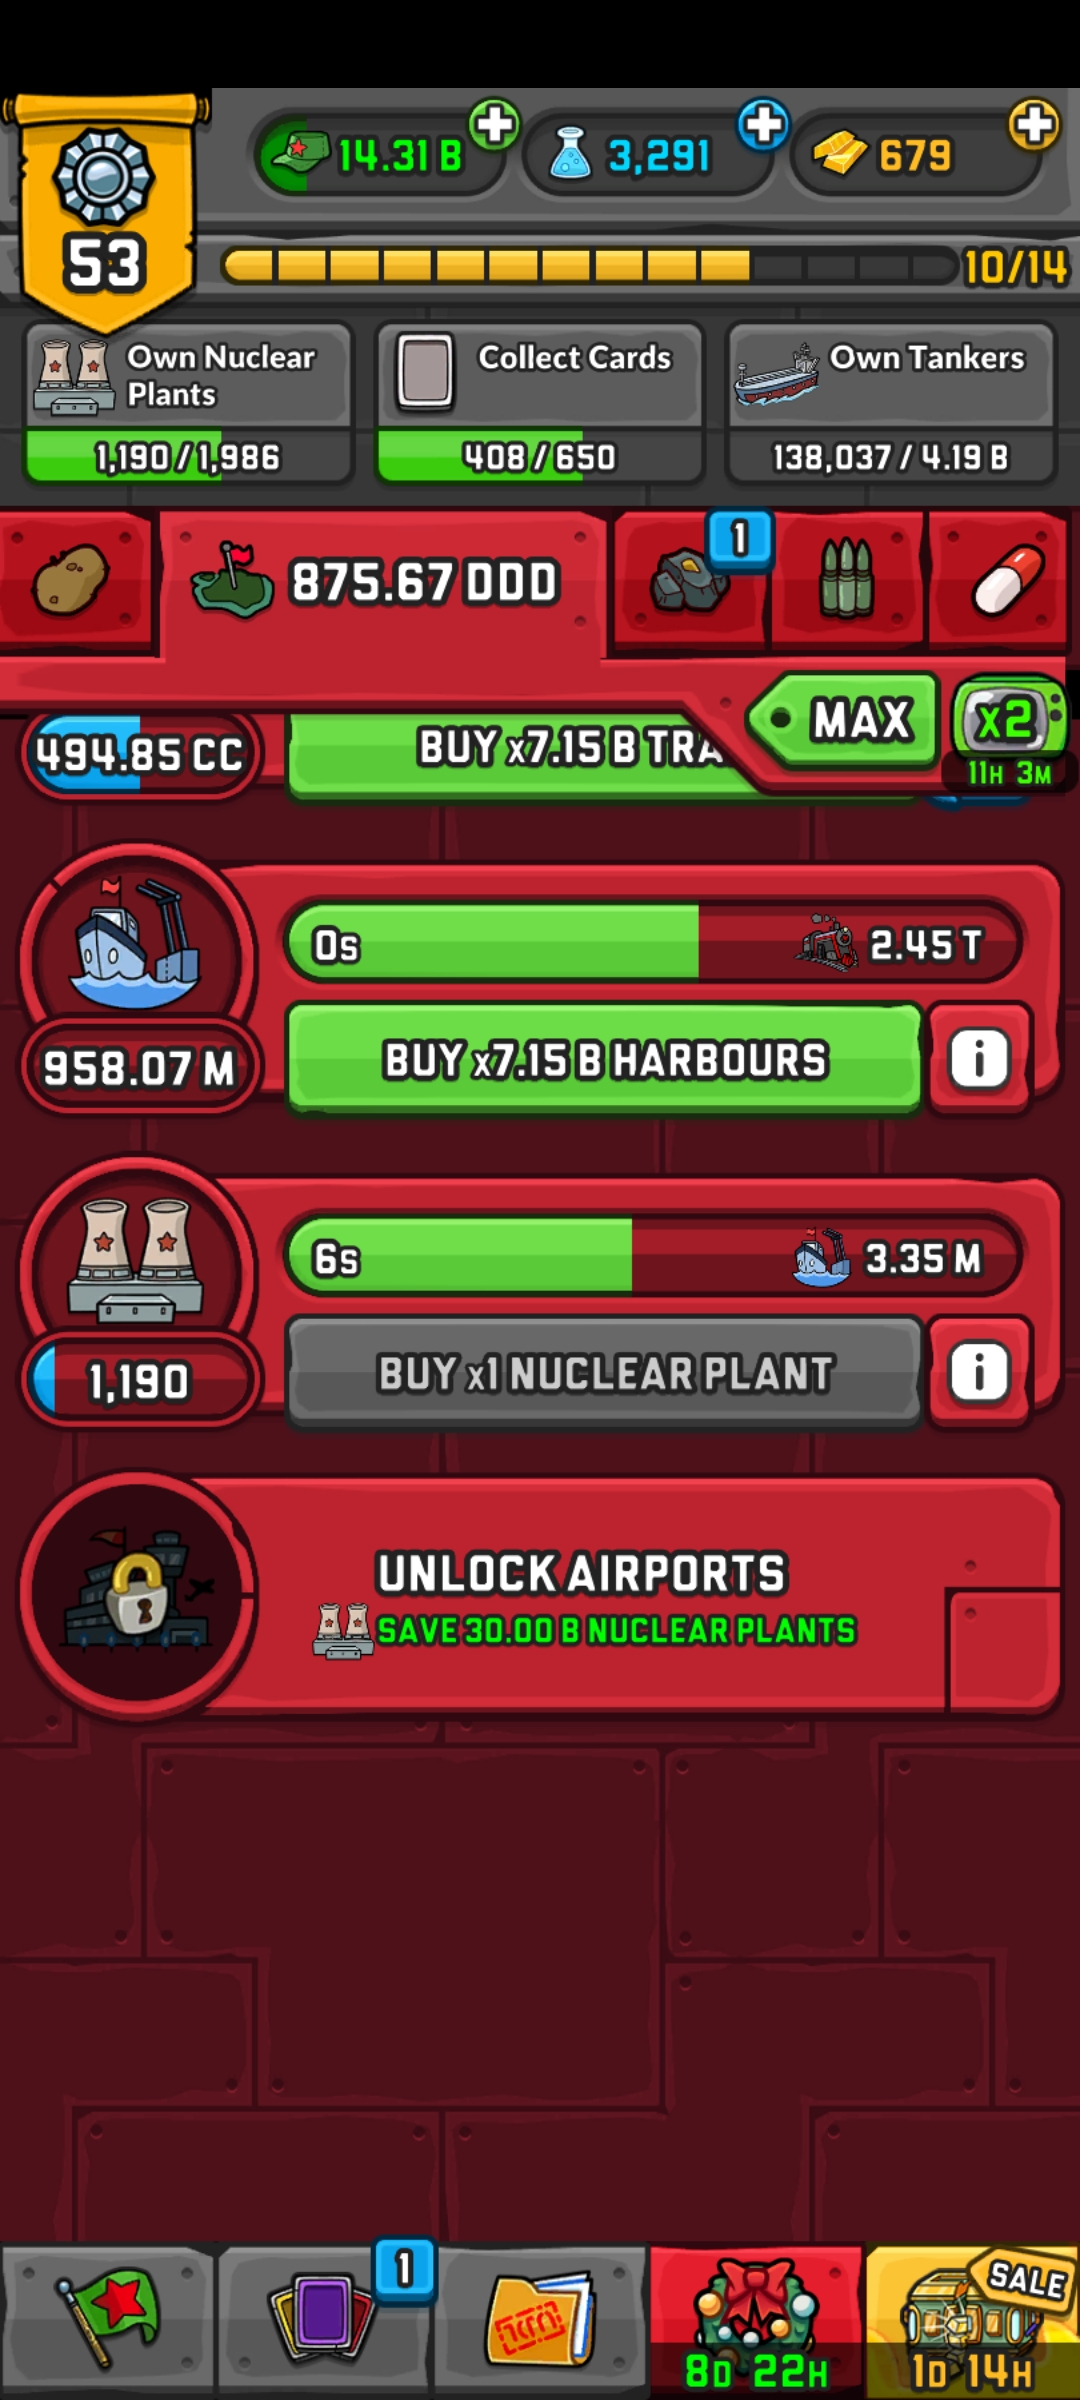 14.31 B
3,291
679
53
10/14
Own Nuclear
Plants
1,190 / 1,986
Collect Cards
408 / 650
Own Tankers
138,037 / 4.19 B
875.67 DDD
1
MAX
x2
11H 3M
494.85 CC
BUY x7.15 B TRA
0s
2.45 T
958.07 M
BUY x7.15 B HARBOURS
i
6s
3.35 M
1,190
BUY x1 NUCLEAR PLANT
i
UNLOCK AIRPORTS
SAVE 30.00 B NUCLEAR PLANTS
1
SALE
8D 22H
1D 14H